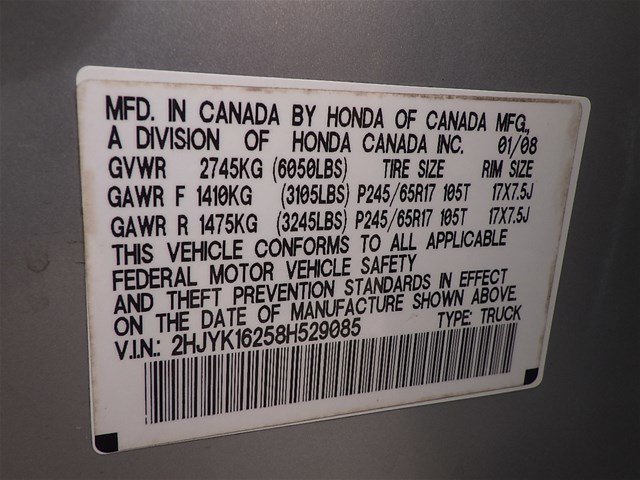 MFD. IN CANADA BY HONDA OF CANADA MFG.,
A DIVISION OF HONDA CANADA INC. 01/08
GVWR 2745KG (6050LBS) TIRE SIZE RIM SIZE
GAWR F 1410KG (3105LBS) P245/65R17 105T 17X7.5J
GAWR R 1475KG (3245LBS) P245/65R17 105T 17X7.5J
THIS VEHICLE CONFORMS TO ALL APPLICABLE
FEDERAL MOTOR VEHICLE SAFETY
AND THEFT PREVENTION STANDARDS IN EFFECT
ON THE DATE OF MANUFACTURE SHOWN ABOVE.
V.I.N.: 2HJYK16258H529085 TYPE: TRUCK